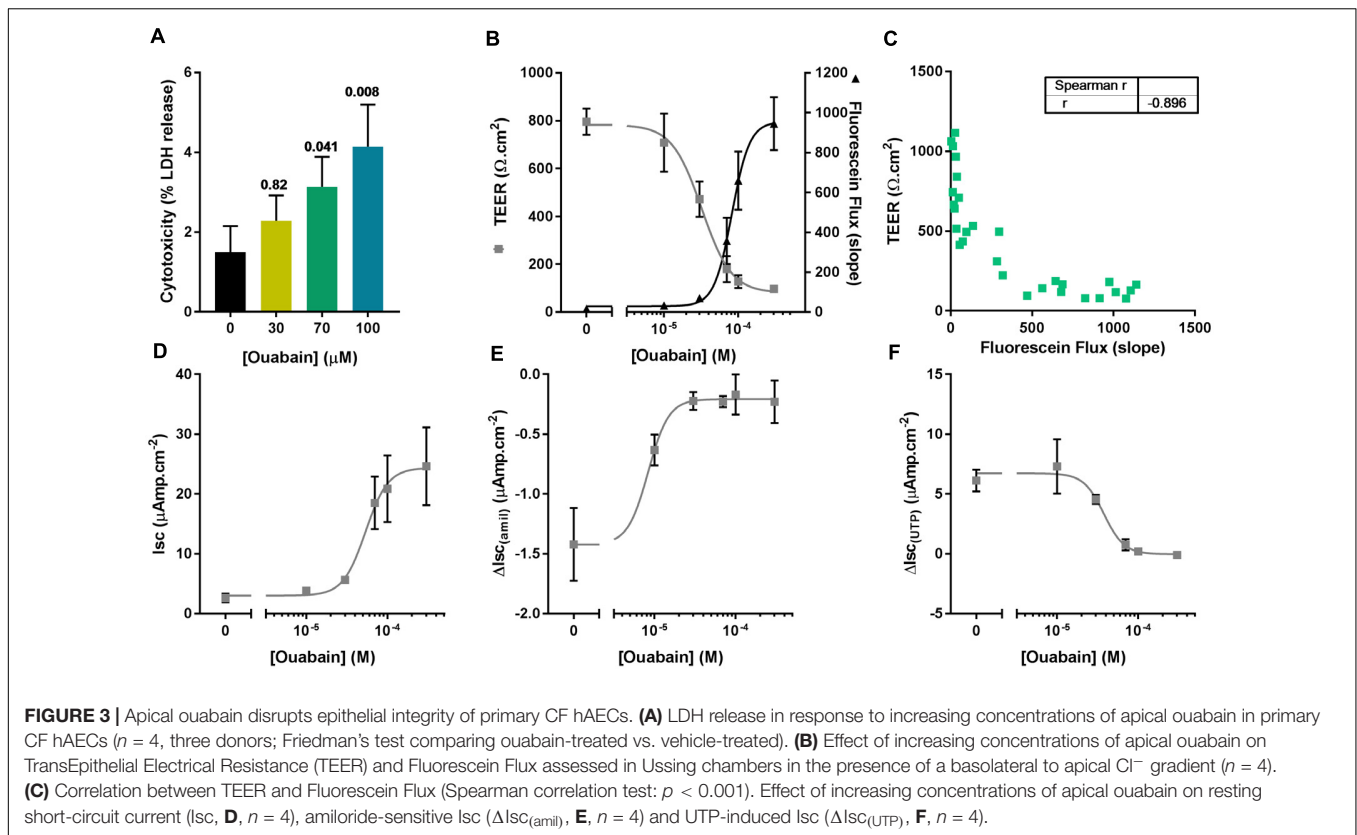 A
Cytotoxicity (% LDH release)
6
4
2
0
0.82
0.041
0.008
0 30 70 100
[Ouabain] (μM)
B
TEER (Ω.cm²)
1000
800
600
400
200
0
1200
1000
800
600
400
200
0
Fluorescein Flux (slope)
0 10⁻⁵ 10⁻⁴
[Ouabain] (M)
C
TEER (Ω.cm²)
1500
1000
500
0
Spearman r
r -0.896
0 500 1000 1500
Fluorescein Flux (slope)
D
Isc (μAmp.cm⁻²)
40
30
20
10
0
0 10⁻⁵ 10⁻⁴
[Ouabain] (M)
E
ΔIsc(amil) (μAmp.cm⁻²)
0.0
-0.5
-1.0
-1.5
-2.0
0 10⁻⁵ 10⁻⁴
[Ouabain] (M)
F
ΔIsc(UTP) (μAmp.cm⁻²)
15
10
5
0
-5
0 10⁻⁵ 10⁻⁴
[Ouabain] (M)
FIGURE 3 | Apical ouabain disrupts epithelial integrity of primary CF hAECs. (A) LDH release in response to increasing concentrations of apical ouabain in primary
CF hAECs (n = 4, three donors; Friedman's test comparing ouabain-treated vs. vehicle-treated). (B) Effect of increasing concentrations of apical ouabain on
TransEpithelial Electrical Resistance (TEER) and Fluorescein Flux assessed in Ussing chambers in the presence of a basolateral to apical Cl⁻ gradient (n = 4).
(C) Correlation between TEER and Fluorescein Flux (Spearman correlation test: p < 0.001). Effect of increasing concentrations of apical ouabain on resting
short-circuit current (Isc, D, n = 4), amiloride-sensitive Isc (ΔIsc(amil), E, n = 4) and UTP-induced Isc (ΔIsc(UTP), F, n = 4).